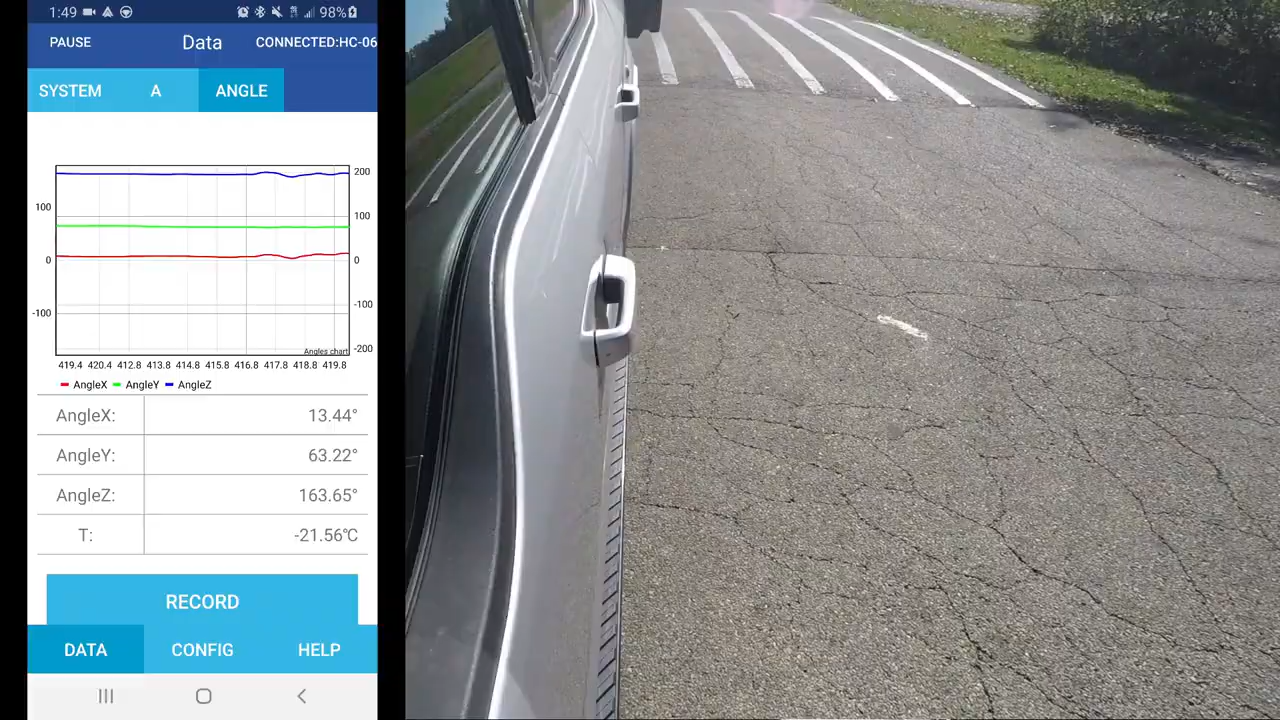 1:49 98%
PAUSE Data CONNECTED:HC-06
SYSTEM A ANGLE
200
100
100
0 0
-100
-100
-200
Angles chart
419.4 420.4 412.8 413.8 414.8 416.8 417.8 418.8 419.8
AngleX AngleY AngleZ
AngleX: 13.44°
AngleY: 63.22°
AngleZ: 163.65°
T: -21.56℃
RECORD
DATA CONFIG HELP